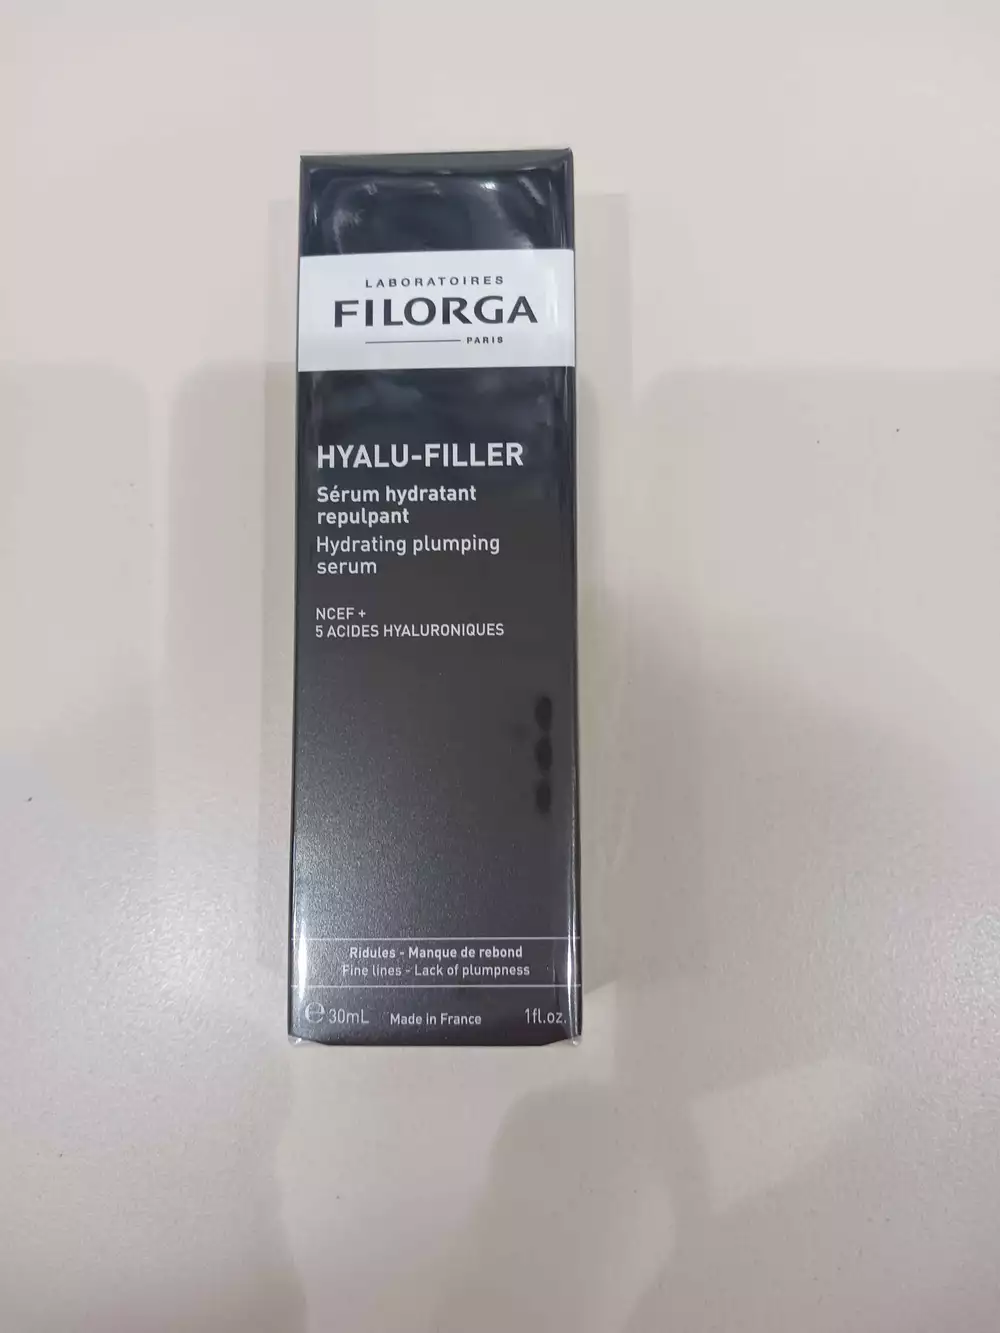 LABORATOIRES
FILORGA
PARIS
HYALU-FILLER
Sérum hydratant
repulpant
Hydrating plumping
serum
NCEF +
5 ACIDES HYALURONIQUES
Ridules - Manque de rebond
Fine lines - Lack of plumpness
℮ 30mL Made in France 1fl.oz.